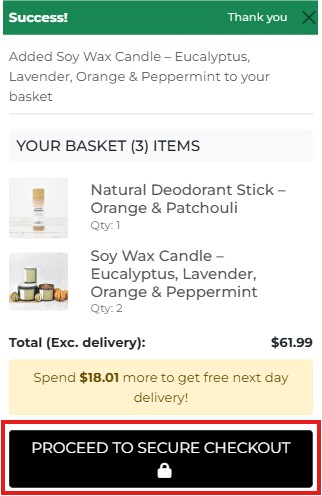 Success!
Thank you
Added Soy Wax Candle – Eucalyptus,
Lavender, Orange & Peppermint to your
basket
YOUR BASKET (3) ITEMS
Natural Deodorant Stick –
Orange & Patchouli
Qty: 1
Soy Wax Candle –
Eucalyptus, Lavender,
Orange & Peppermint
Qty: 2
Total (Exc. delivery): $61.99
Spend $18.01 more to get free next day
delivery!
PROCEED TO SECURE CHECKOUT